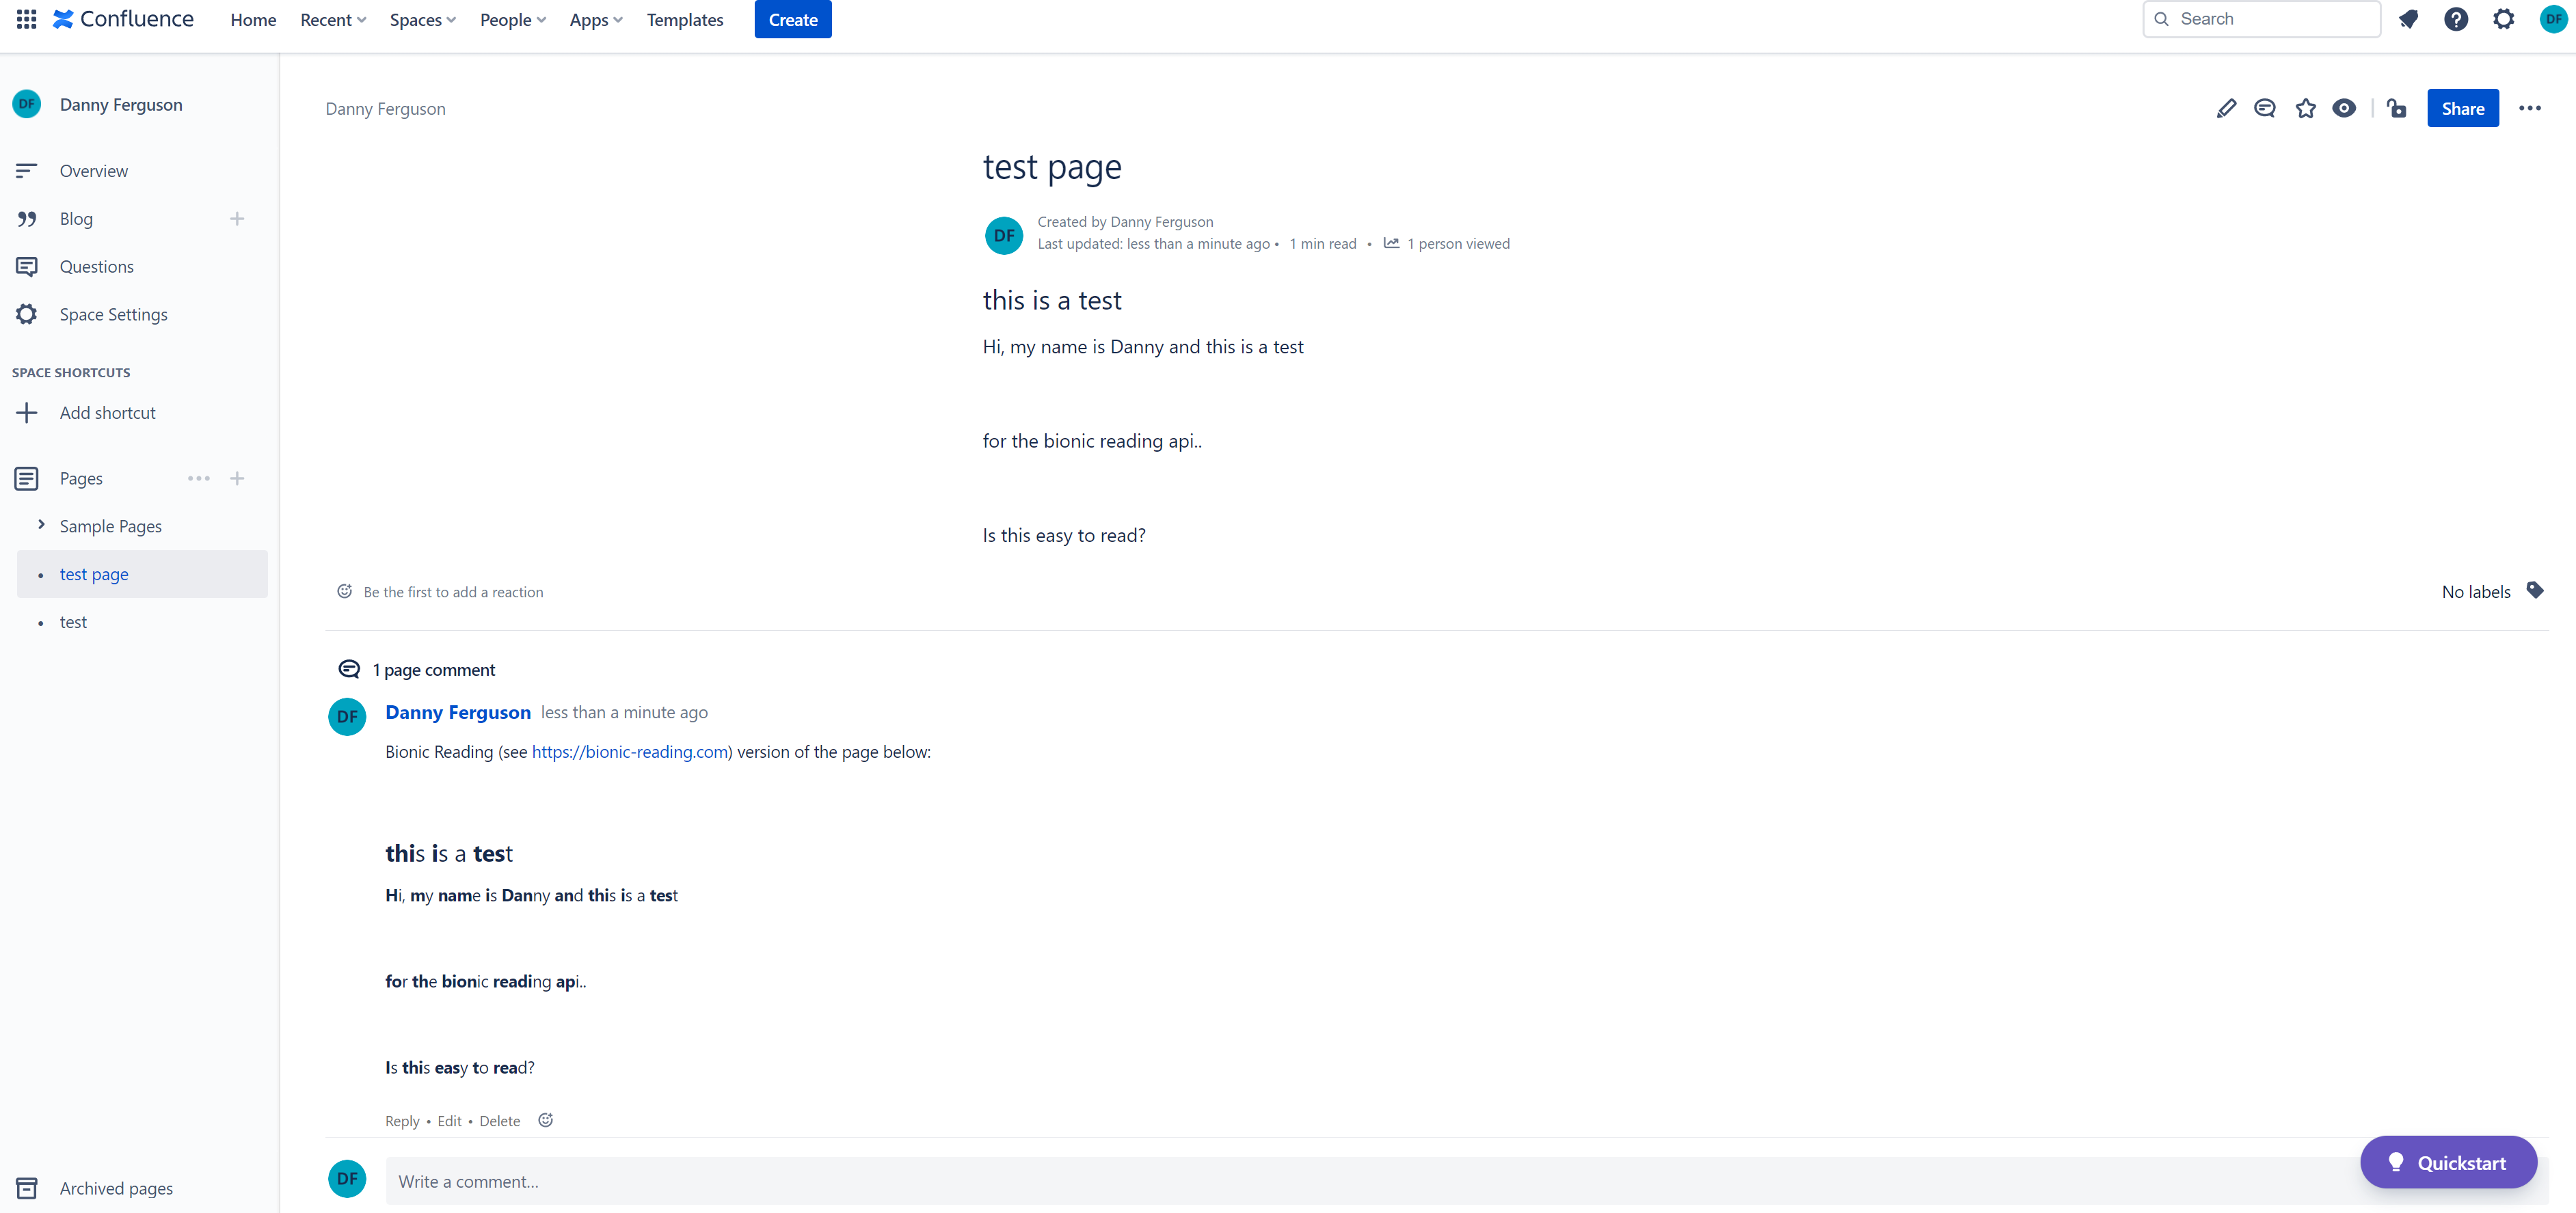 Confluence Home Recent Spaces People Apps Templates Create Search DF
DF Danny Ferguson
Overview
Blog
Questions
Space Settings
SPACE SHORTCUTS
Add shortcut
Pages
Sample Pages
• test page
• test
Archived pages
Danny Ferguson Share
test page
DF
Created by Danny Ferguson
Last updated: less than a minute ago • 1 min read • 1 person viewed
this is a test
Hi, my name is Danny and this is a test
for the bionic reading api..
Is this easy to read?
Be the first to add a reaction No labels
1 page comment
DF Danny Ferguson less than a minute ago
Bionic Reading (see https://bionic-reading.com) version of the page below:
this is a test
Hi, my name is Danny and this is a test
for the bionic reading api..
Is this easy to read?
Reply • Edit • Delete
DF Write a comment...
Quickstart